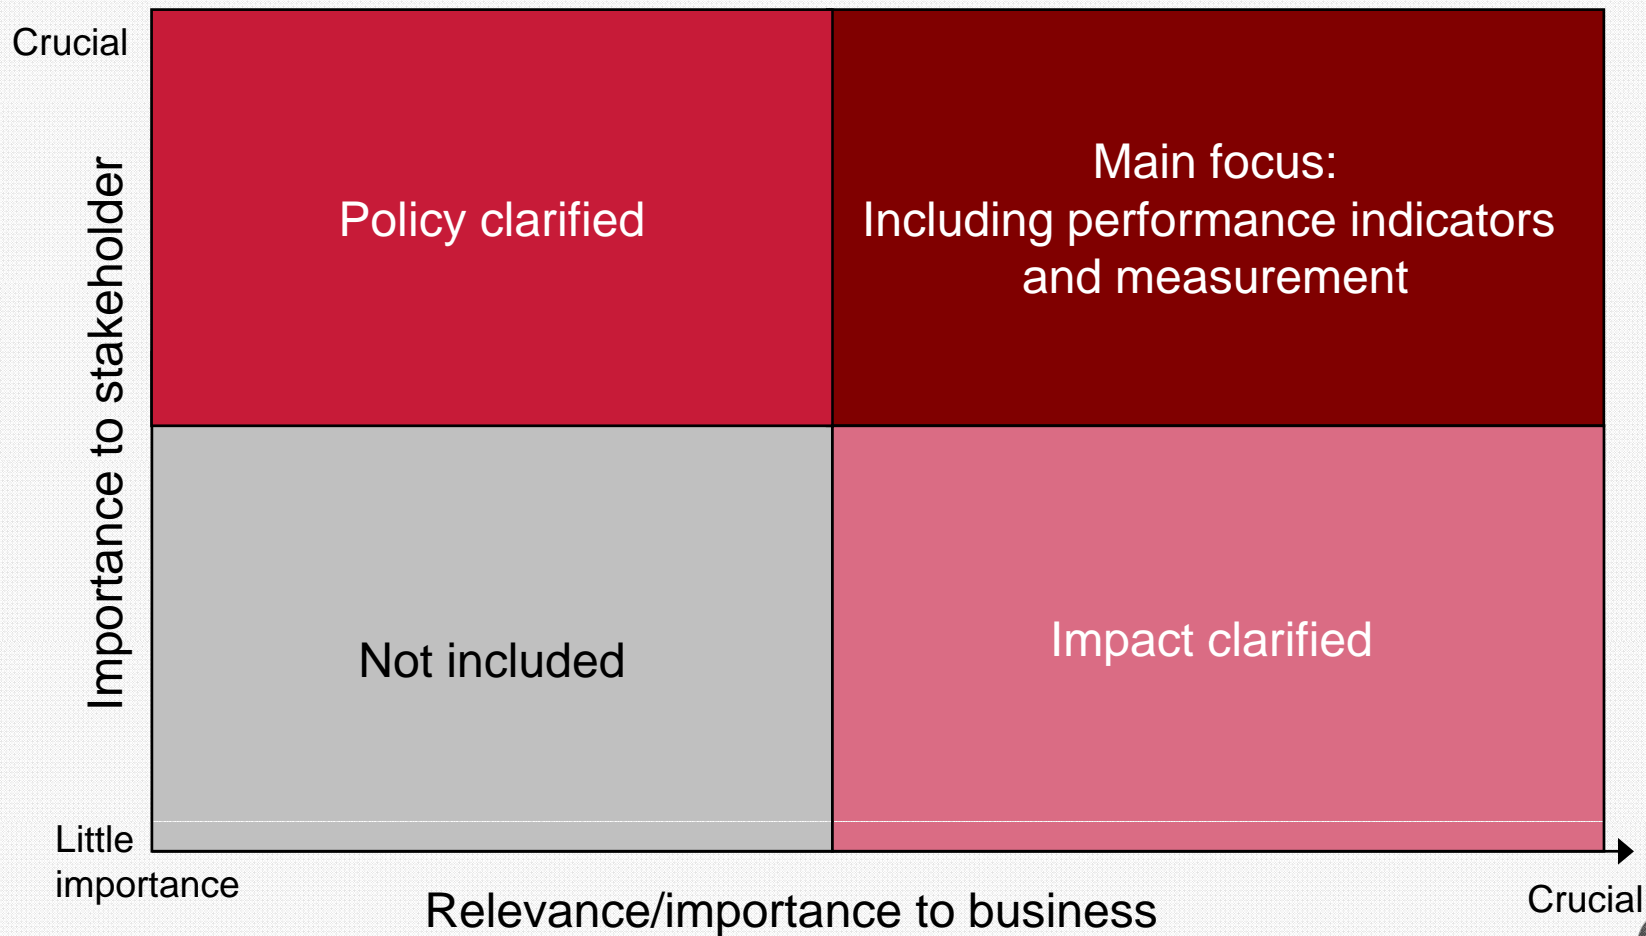 Crucial
Importance to stakeholder
Policy clarified
Main focus:
Including performance indicators
and measurement
Not included
Impact clarified
Little
importance
Relevance/importance to business
Crucial